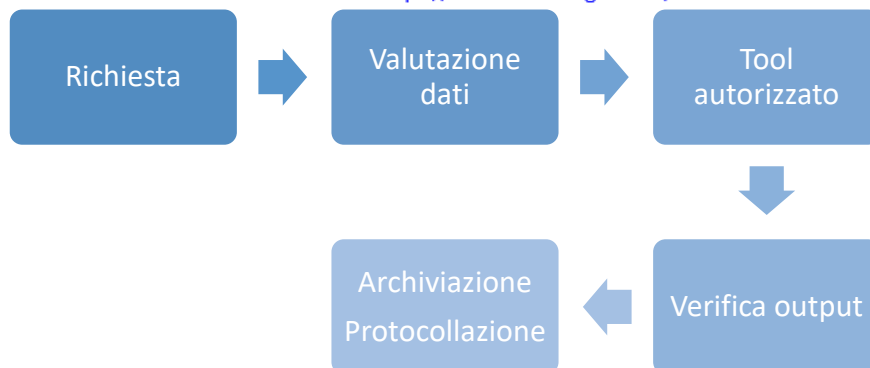 Richiesta
Valutazione
dati
Tool
autorizzato
Verifica output
Archiviazione
Protocollazione